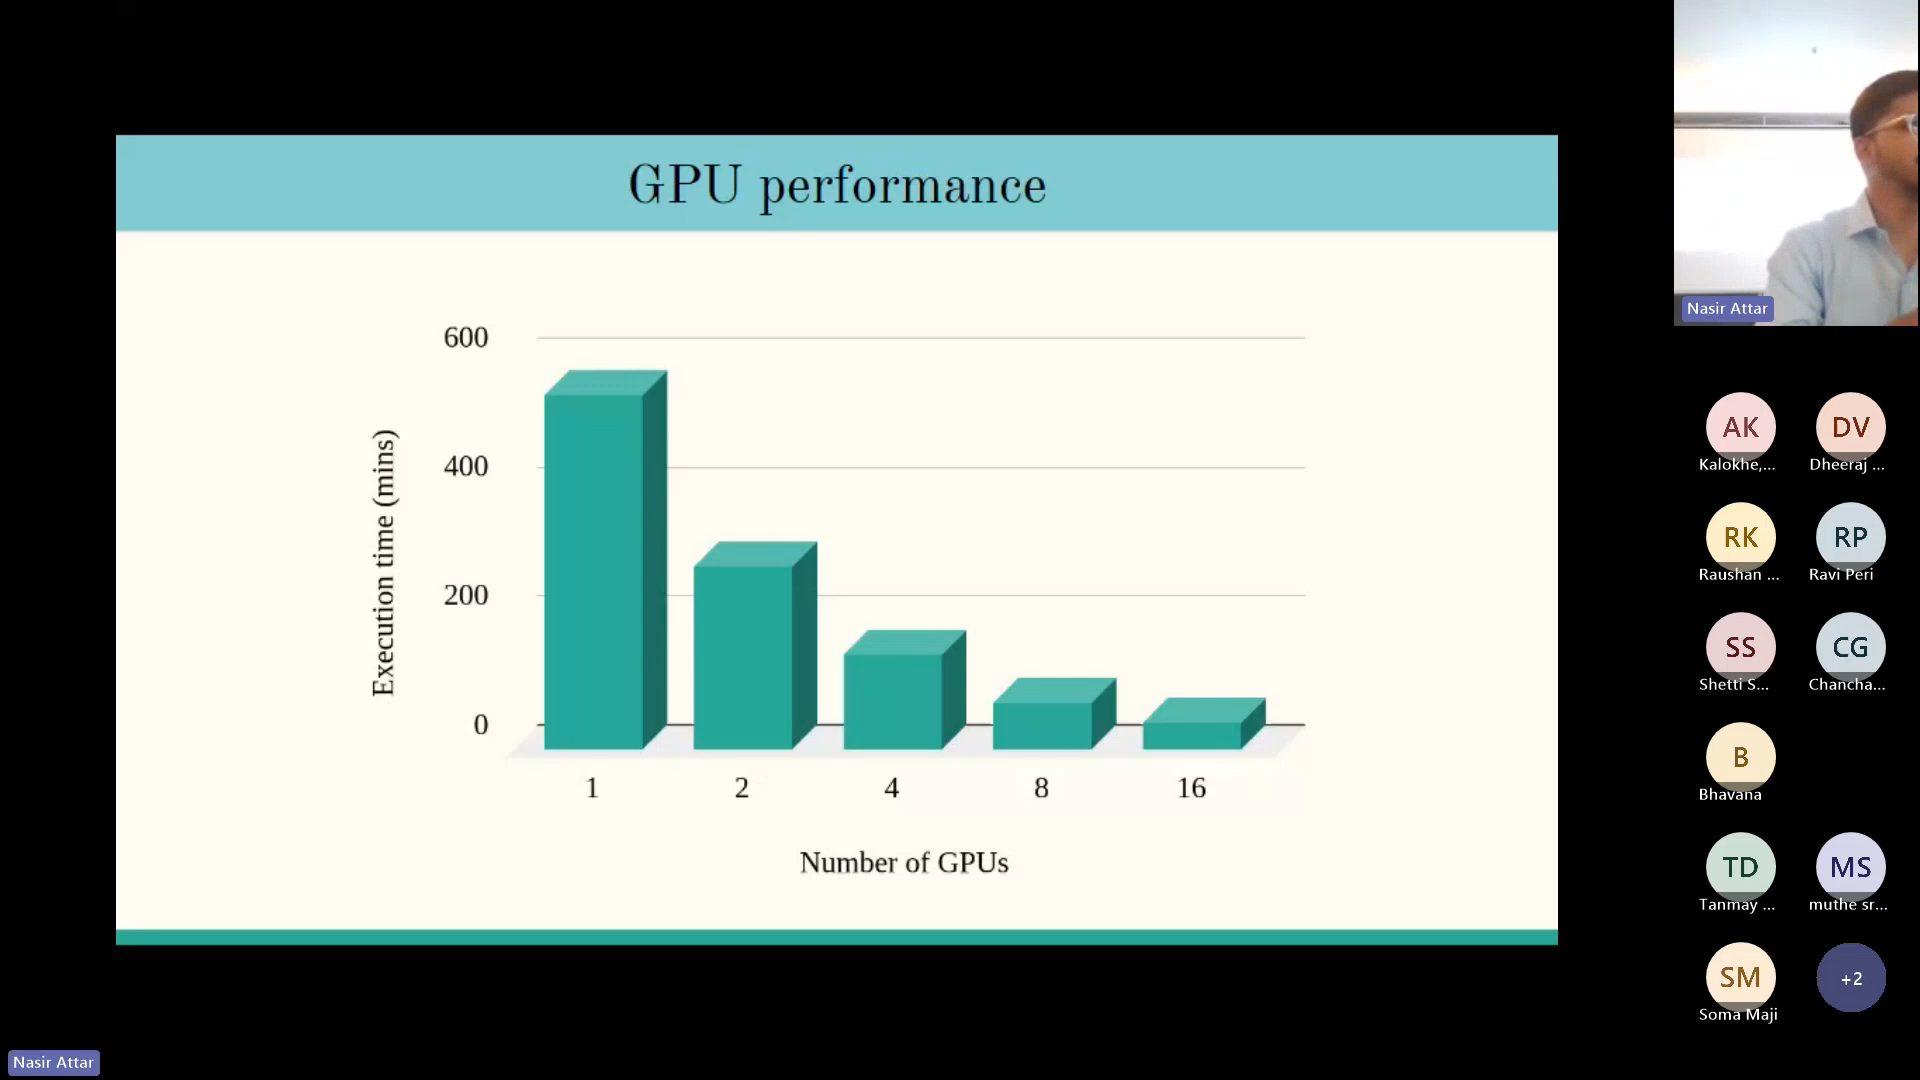 GPU performance
600
400
200
0
Execution time (mins)
1
2
4
8
16
Number of GPUs
Nasir Attar
AK
Kalokhe,...
DV
Dheeraj ...
RK
Raushan ...
RP
Ravi Peri
SS
Shetti S...
CG
Chancha...
B
Bhavana
TD
Tanmay ...
MS
muthe sr...
SM
Soma Maji
+2
Nasir Attar